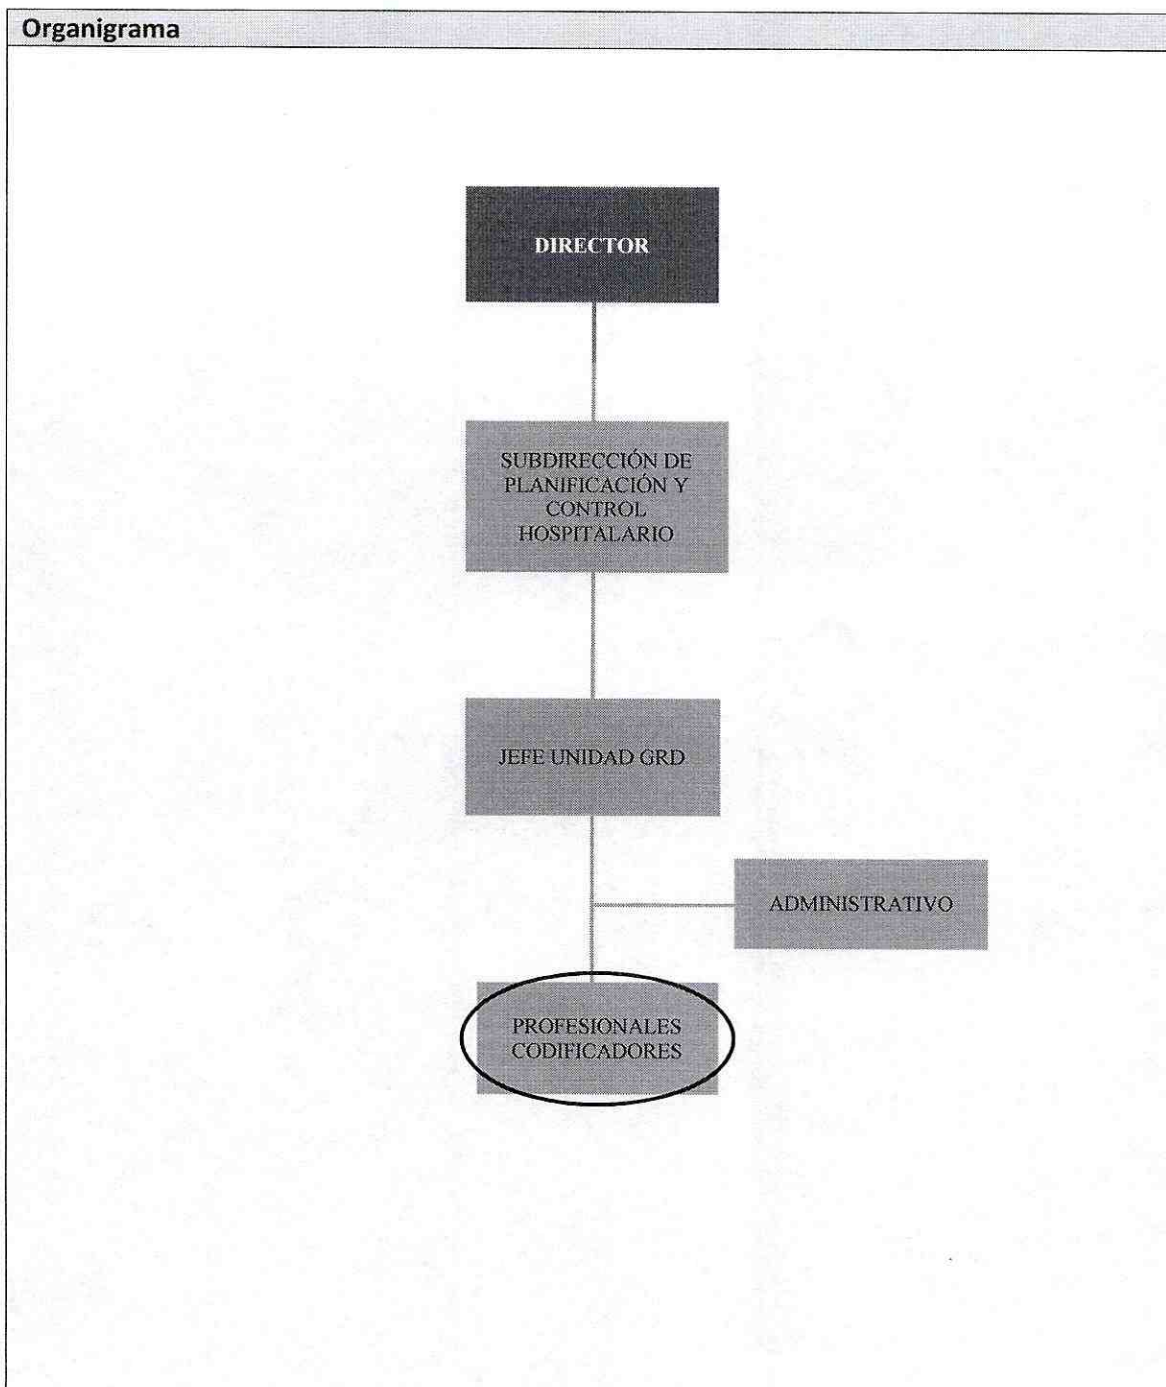 Organigrama
DIRECTOR
SUBDIRECCIÓN DE
PLANIFICACIÓN Y
CONTROL
HOSPITALARIO
JEFE UNIDAD GRD
ADMINISTRATIVO
PROFESIONALES
CODIFICADORES